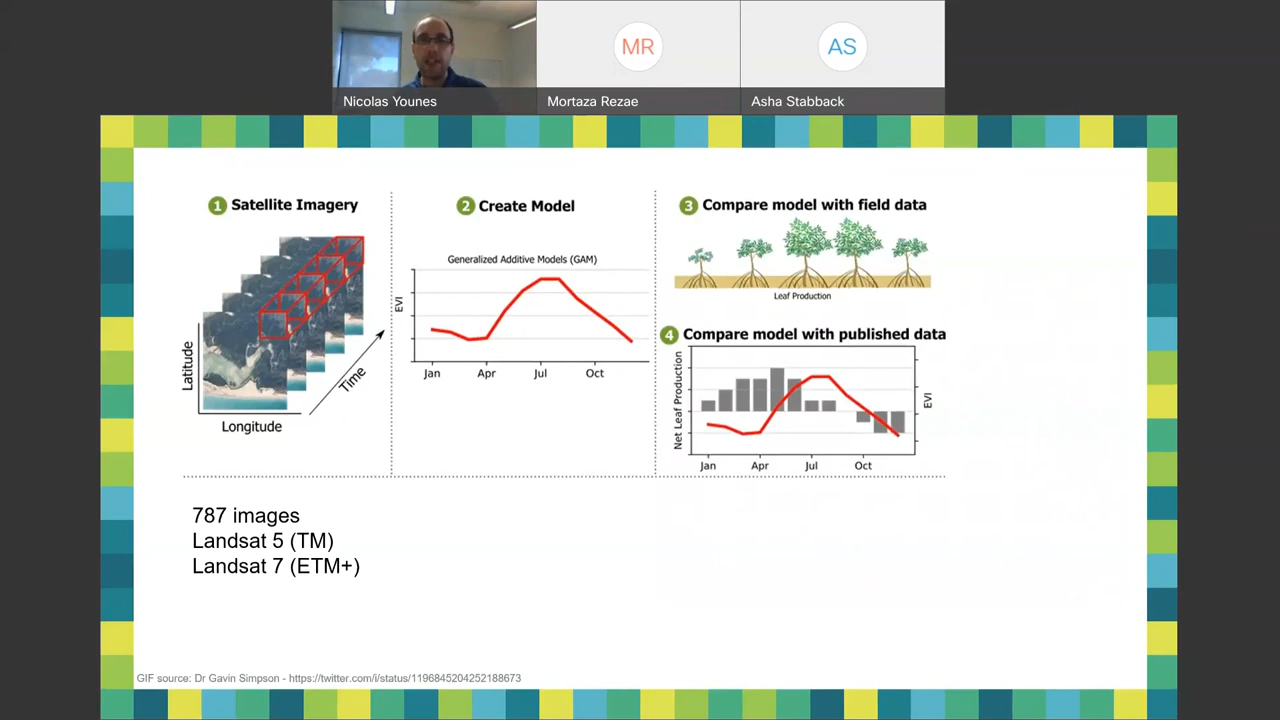 MR
AS
Nicolas Younes
Mortaza Rezae
Asha Stabback
1 Satellite Imagery
Latitude
Longitude
Time
2 Create Model
Generalized Additive Models (GAM)
EVI
Jan Apr Jul Oct
3 Compare model with field data
Leaf Production
4 Compare model with published data
Net Leaf Production
EVI
Jan Apr Jul Oct
787 images
Landsat 5 (TM)
Landsat 7 (ETM+)
GIF source: Dr Gavin Simpson - https://twitter.com/i/status/1196845204252188673